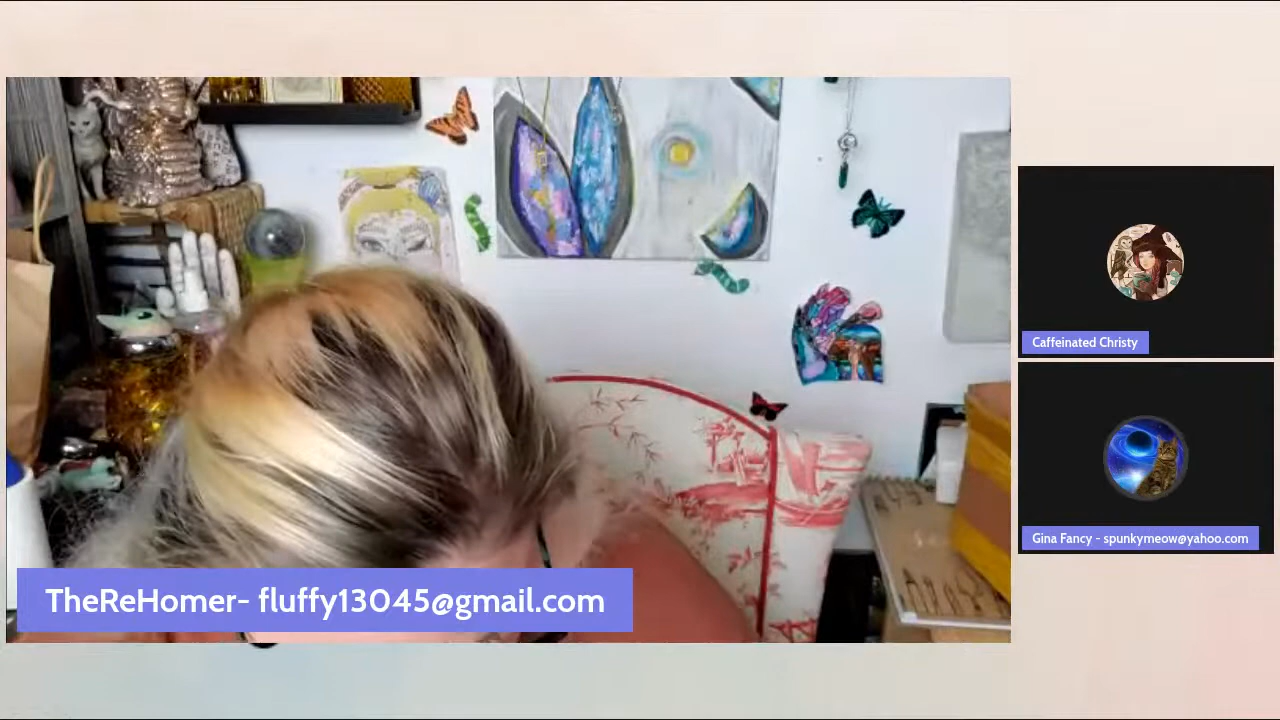 TheReHomer- fluffy13045@gmail.com
Caffeinated Christy
Gina Fancy - spunkymeow@yahoo.com